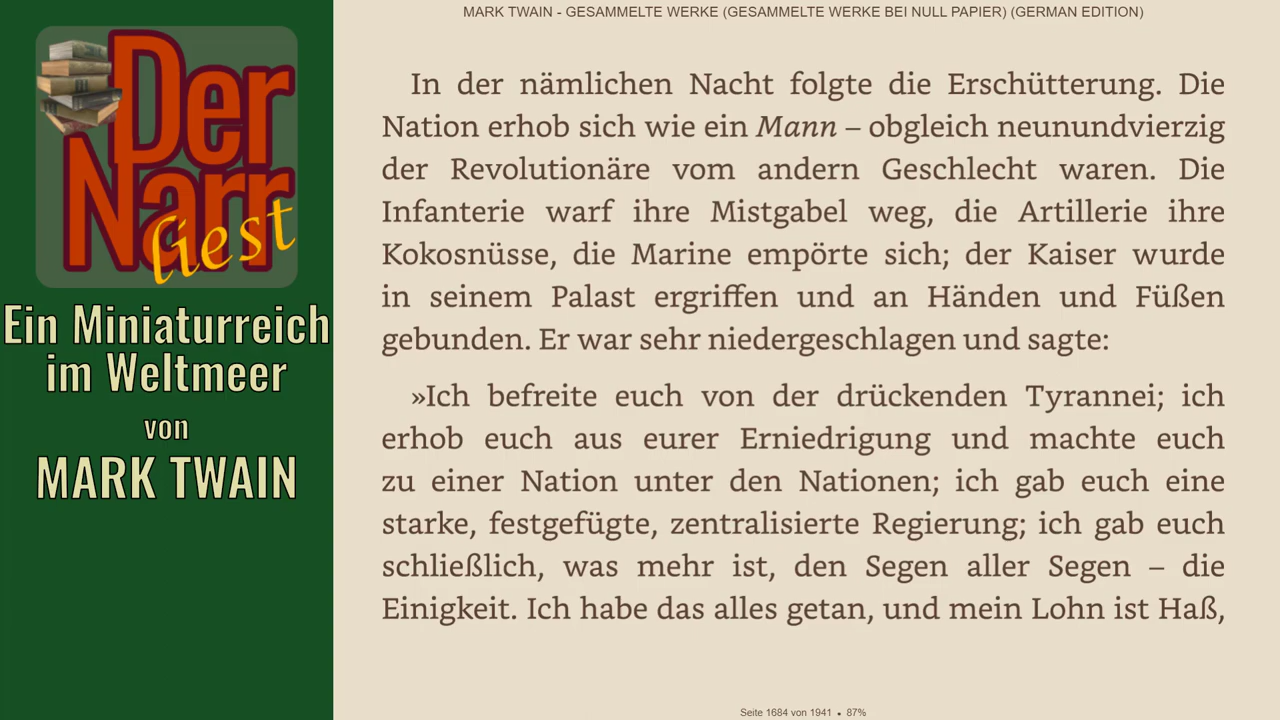 Der
Narr
liest
Ein Miniaturreich
im Weltmeer
von
MARK TWAIN
MARK TWAIN - GESAMMELTE WERKE (GESAMMELTE WERKE BEI NULL PAPIER) (GERMAN EDITION)
In der nämlichen Nacht folgte die Erschütterung. Die
Nation erhob sich wie ein Mann – obgleich neunundvierzig
der Revolutionäre vom andern Geschlecht waren. Die
Infanterie warf ihre Mistgabel weg, die Artillerie ihre
Kokosnüsse, die Marine empörte sich; der Kaiser wurde
in seinem Palast ergriffen und an Händen und Füßen
gebunden. Er war sehr niedergeschlagen und sagte:
»Ich befreite euch von der drückenden Tyrannei; ich
erhob euch aus eurer Erniedrigung und machte euch
zu einer Nation unter den Nationen; ich gab euch eine
starke, festgefügte, zentralisierte Regierung; ich gab euch
schließlich, was mehr ist, den Segen aller Segen – die
Einigkeit. Ich habe das alles getan, und mein Lohn ist Haß,
Seite 1684 von 1941 • 87%